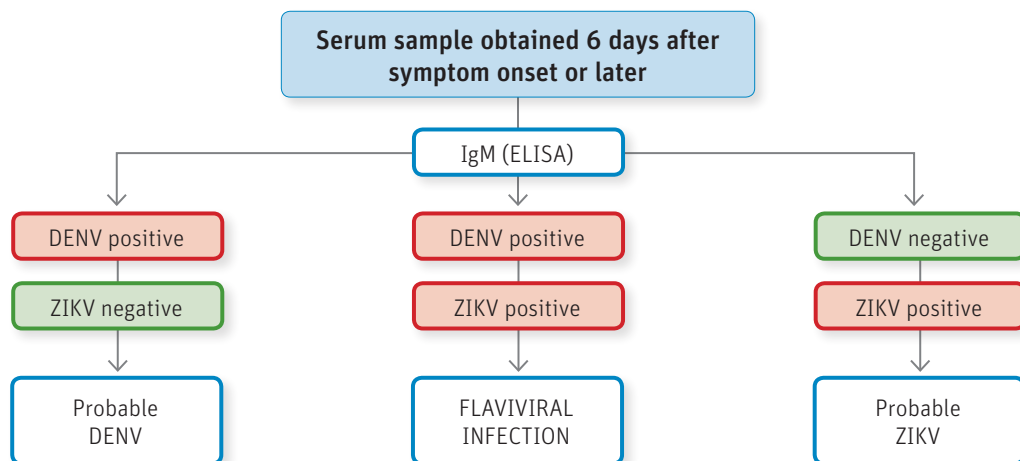 Serum sample obtained 6 days after
symptom onset or later
IgM (ELISA)
DENV positive
DENV positive
DENV negative
ZIKV negative
ZIKV positive
ZIKV positive
Probable
DENV
FLAVIVIRAL
INFECTION
Probable
ZIKV